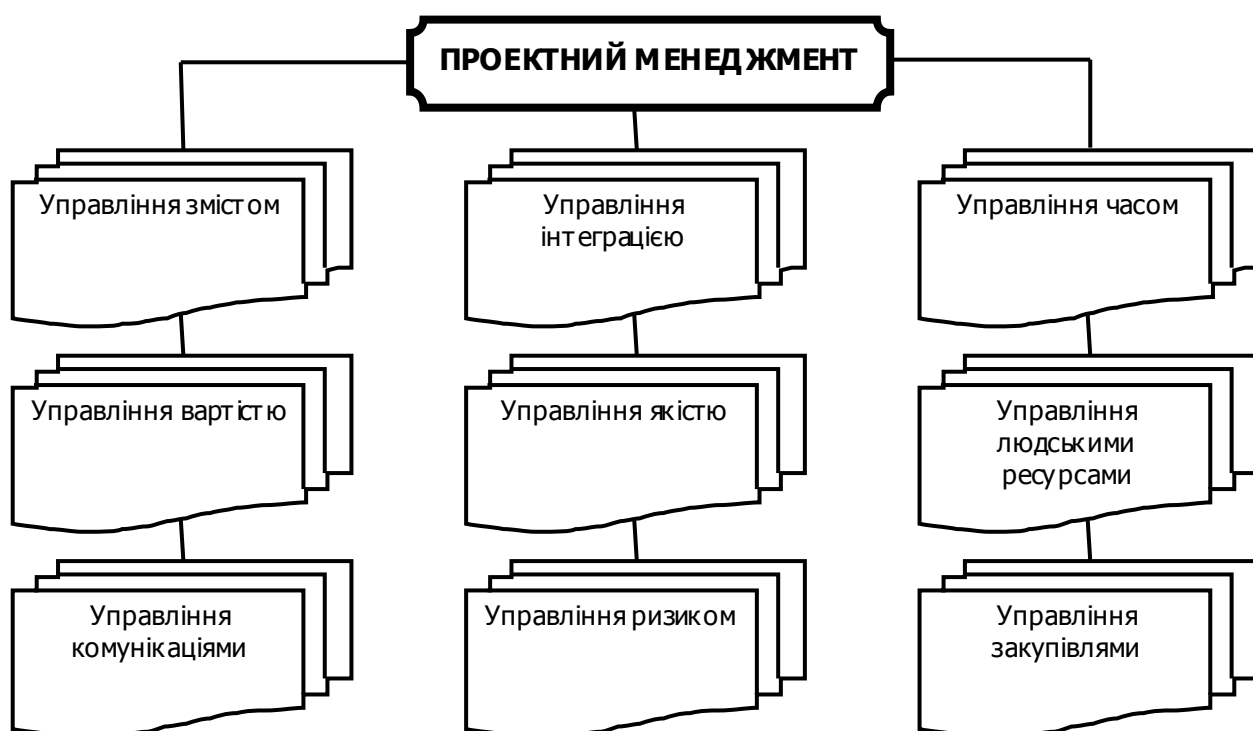 ПРОЕКТНИЙ МЕНЕДЖМЕНТ
Управління змістом
Управління
інтеграцією
Управління часом
Управління вартістю
Управління якістю
Управління
людськими
ресурсами
Управління
комунікаціями
Управління ризиком
Управління
закупівлями